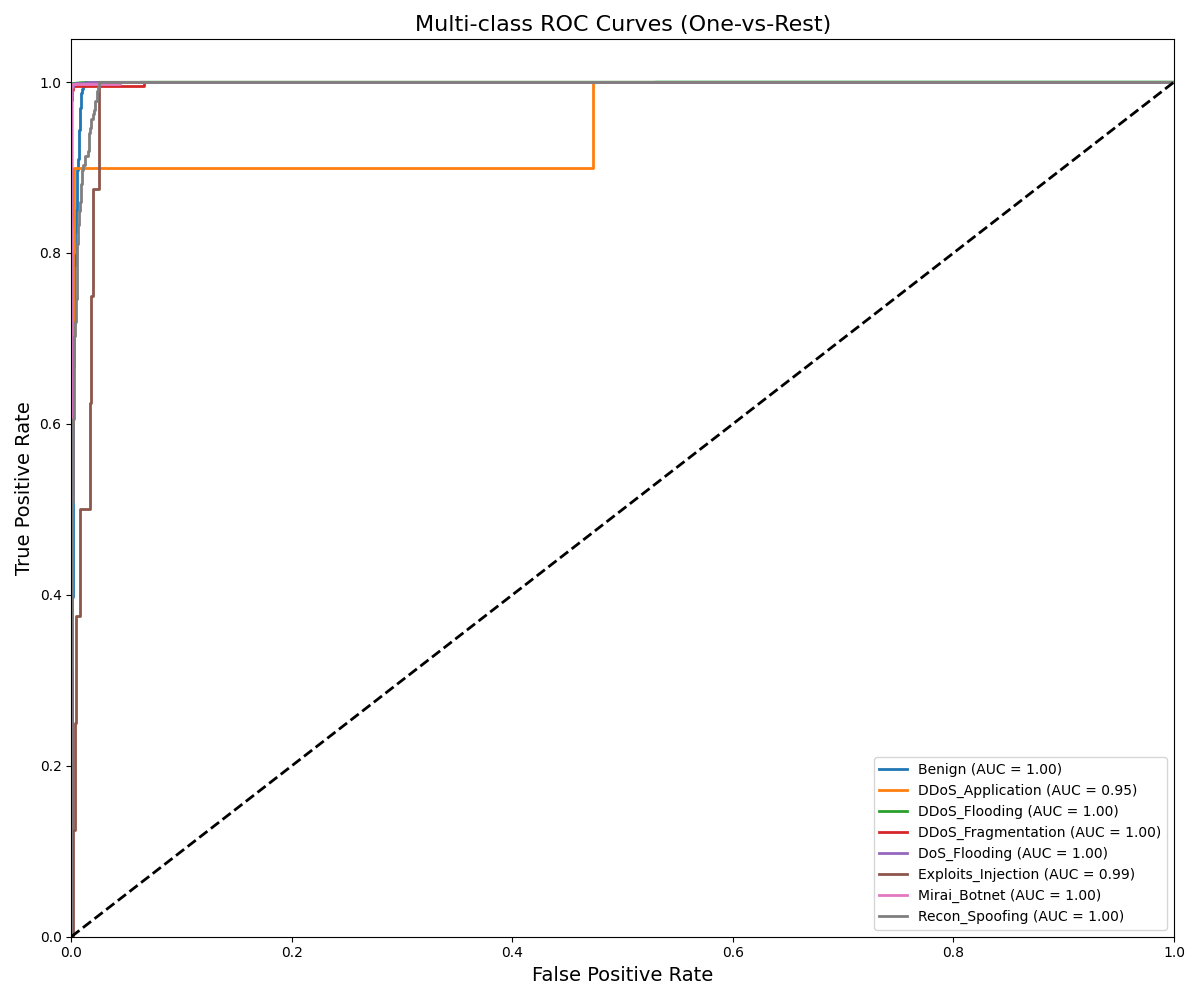 Multi-class ROC Curves (One-vs-Rest)
1.0
0.8
0.6
0.4
0.2
0.0
True Positive Rate
0.0 0.2 0.4 0.6 0.8 1.0
False Positive Rate
Benign (AUC = 1.00)
DDoS_Application (AUC = 0.95)
DDoS_Flooding (AUC = 1.00)
DDoS_Fragmentation (AUC = 1.00)
DoS_Flooding (AUC = 1.00)
Exploits_Injection (AUC = 0.99)
Mirai_Botnet (AUC = 1.00)
Recon_Spoofing (AUC = 1.00)